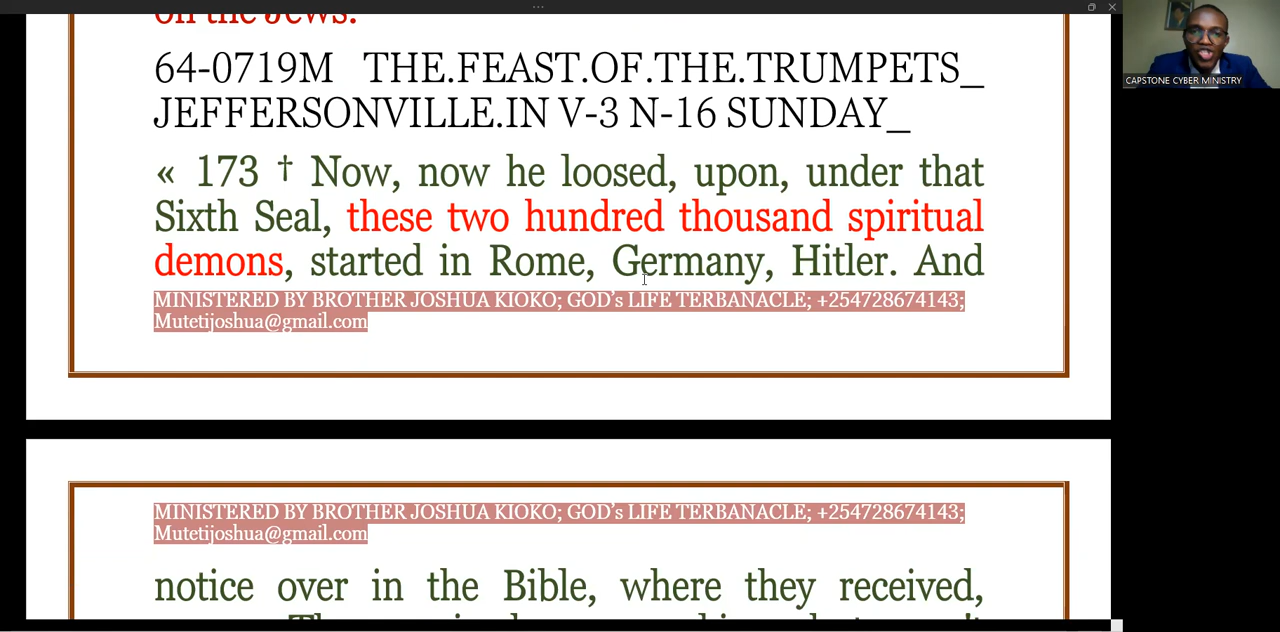 on the Jews.
CAPSTONE CYBER MINISTRY
64-0719M THE.FEAST.OF.THE.TRUMPETS_
JEFFERSONVILLE.IN V-3 N-16 SUNDAY_
« 173 † Now, now he loosed, upon, under that
Sixth Seal, these two hundred thousand spiritual
demons, started in Rome, Germany, Hitler. And
MINISTERED BY BROTHER JOSHUA KIOKO; GOD's LIFE TERBANACLE; +254728674143;
Mutetijoshua@gmail.com
MINISTERED BY BROTHER JOSHUA KIOKO; GOD's LIFE TERBANACLE; +254728674143;
Mutetijoshua@gmail.com
notice over in the Bible, where they received,